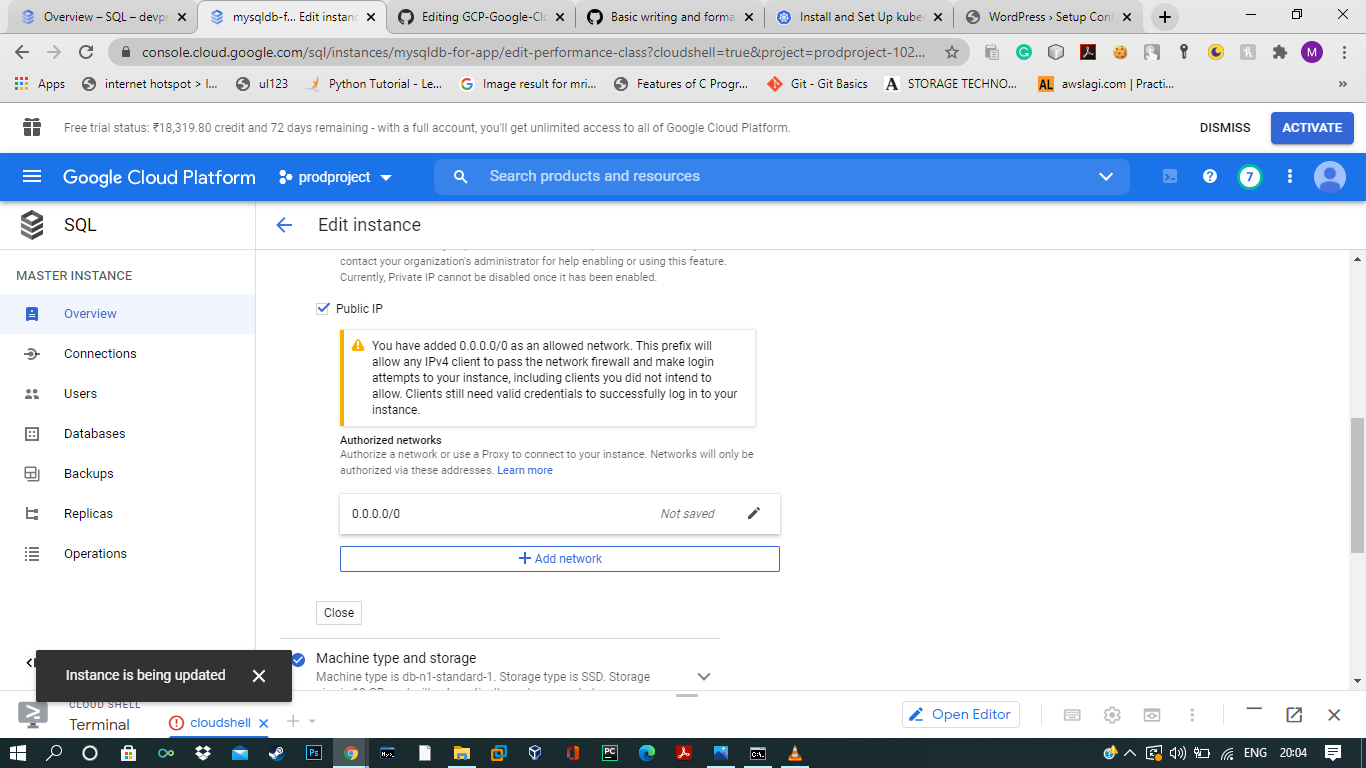 Overview – SQL – devpr
mysqldb-f... Edit instanc
Editing GCP-Google-Clo
Basic writing and forma
Install and Set Up kube
WordPress › Setup Conf
console.cloud.google.com/sql/instances/mysqldb-for-app/edit-performance-class?cloudshell=true&project=prodproject-102...
M
Apps
internet hotspot > l...
ul123
Python Tutorial - Le...
Image result for mri...
Features of C Progr...
Git - Git Basics
STORAGE TECHNO...
awslagi.com | Practi...
Free trial status: ₹18,319.80 credit and 72 days remaining - with a full account, you'll get unlimited access to all of Google Cloud Platform.
DISMISS
ACTIVATE
Google Cloud Platform
prodproject
Search products and resources
7
SQL
Edit instance
MASTER INSTANCE
Overview
Connections
Users
Databases
Backups
Replicas
Operations
contact your organization's administrator for help enabling or using this feature.
Currently, Private IP cannot be disabled once it has been enabled.
Public IP
You have added 0.0.0.0/0 as an allowed network. This prefix will
allow any IPv4 client to pass the network firewall and make login
attempts to your instance, including clients you did not intend to
allow. Clients still need valid credentials to successfully log in to your
instance.
Authorized networks
Authorize a network or use a Proxy to connect to your instance. Networks will only be
authorized via these addresses. Learn more
0.0.0.0/0
Not saved
Add network
Close
Machine type and storage
Machine type is db-n1-standard-1. Storage type is SSD. Storage
Instance is being updated
CLOUD SHELL
Terminal
cloudshell
Open Editor
ENG
20:04